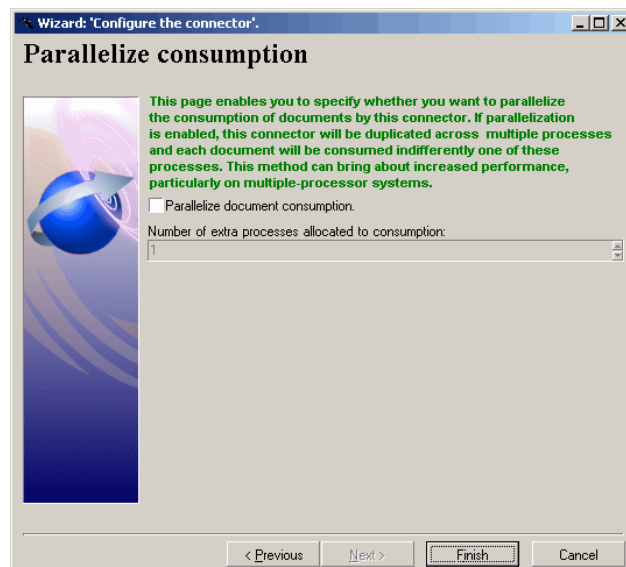 Wizard: 'Configure the connector'.
Parallelize consumption
This page enables you to specify whether you want to parallelize
the consumption of documents by this connector. If parallelization
is enabled, this connector will be duplicated across multiple processes
and each document will be consumed indifferently one of these
processes. This method can bring about increased performance,
particularly on multiple-processor systems.
Parallelize document consumption.
Number of extra processes allocated to consumption:
1
< Previous Next > Finish Cancel